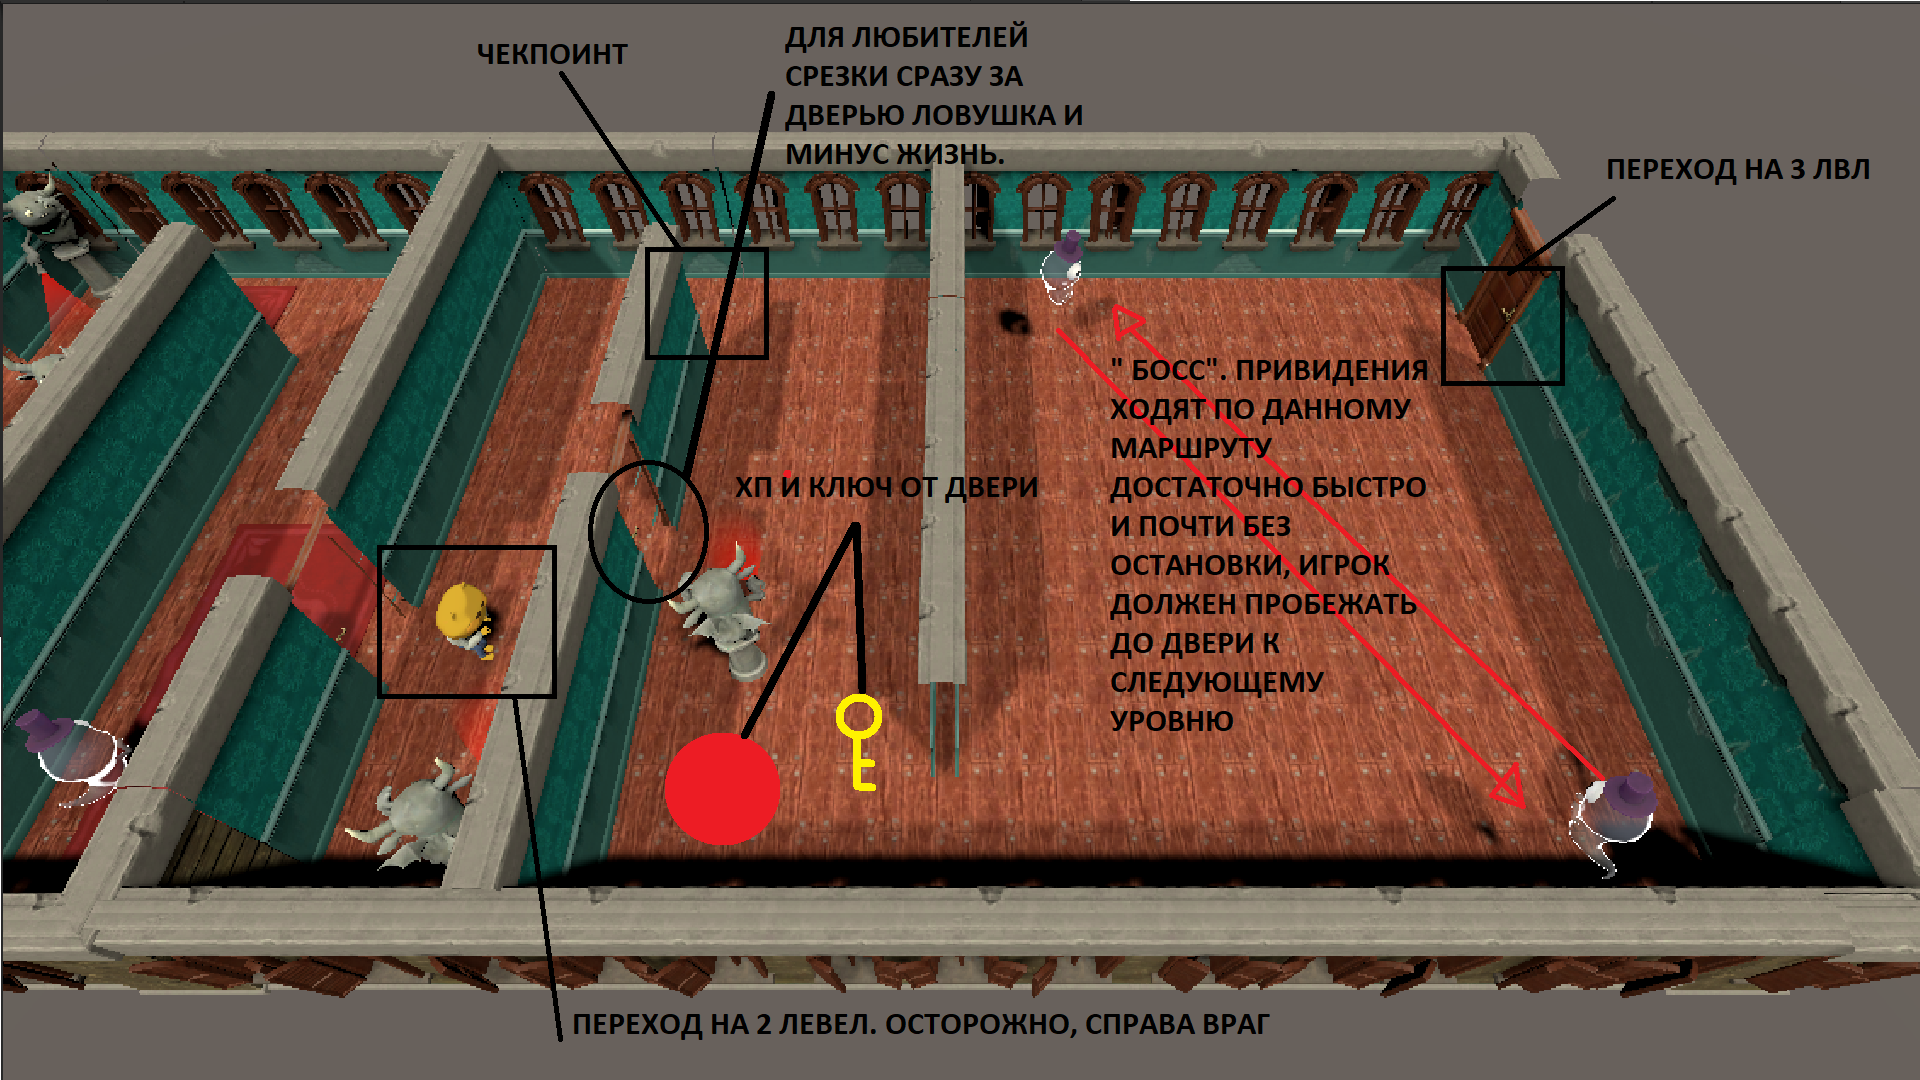 ЧЕКПОИНТ
ДЛЯ ЛЮБИТЕЛЕЙ
СРЕЗКИ СРАЗУ ЗА
ДВЕРЬЮ ЛОВУШКА И
МИНУС ЖИЗНЬ.
ПЕРЕХОД НА 3 ЛВЛ
" БОСС". ПРИВИДЕНИЯ
ХОДЯТ ПО ДАННОМУ
МАРШРУТУ
ДОСТАТОЧНО БЫСТРО
И ПОЧТИ БЕЗ
ОСТАНОВКИ, ИГРОК
ДОЛЖЕН ПРОБЕЖАТЬ
ДО ДВЕРИ К
СЛЕДУЮЩЕМУ
УРОВНЮ
ХП И КЛЮЧ ОТ ДВЕРИ
ПЕРЕХОД НА 2 ЛЕВЕЛ. ОСТОРОЖНО, СПРАВА ВРАГ